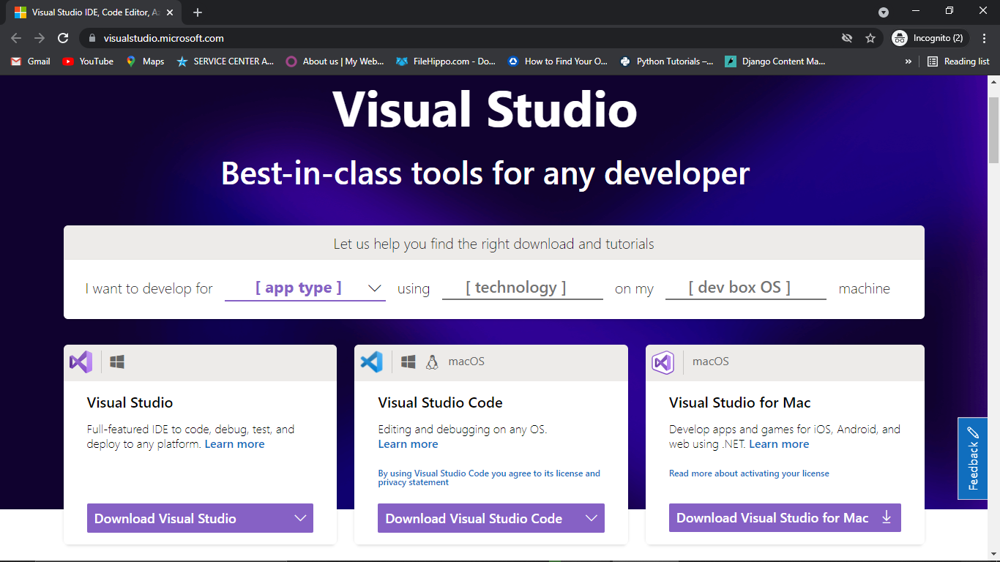 Visual Studio IDE, Code Editor, Az
visualstudio.microsoft.com
Incognito (2)
Gmail
YouTube
Maps
SERVICE CENTER A...
About us | My Web...
FileHippo.com - Do...
How to Find Your O...
Python Tutorials –...
Django Content Ma...
»
Reading list
Visual Studio
Best-in-class tools for any developer
Let us help you find the right download and tutorials
I want to develop for [ app type ] using [ technology ] on my [ dev box OS ] machine
Visual Studio
Full-featured IDE to code, debug, test, and
deploy to any platform. Learn more
Download Visual Studio
macOS
Visual Studio Code
Editing and debugging on any OS.
Learn more
By using Visual Studio Code you agree to its license and
privacy statement
Download Visual Studio Code
macOS
Visual Studio for Mac
Develop apps and games for iOS, Android, and
web using .NET. Learn more
Read more about activating your license
Download Visual Studio for Mac
Feedback